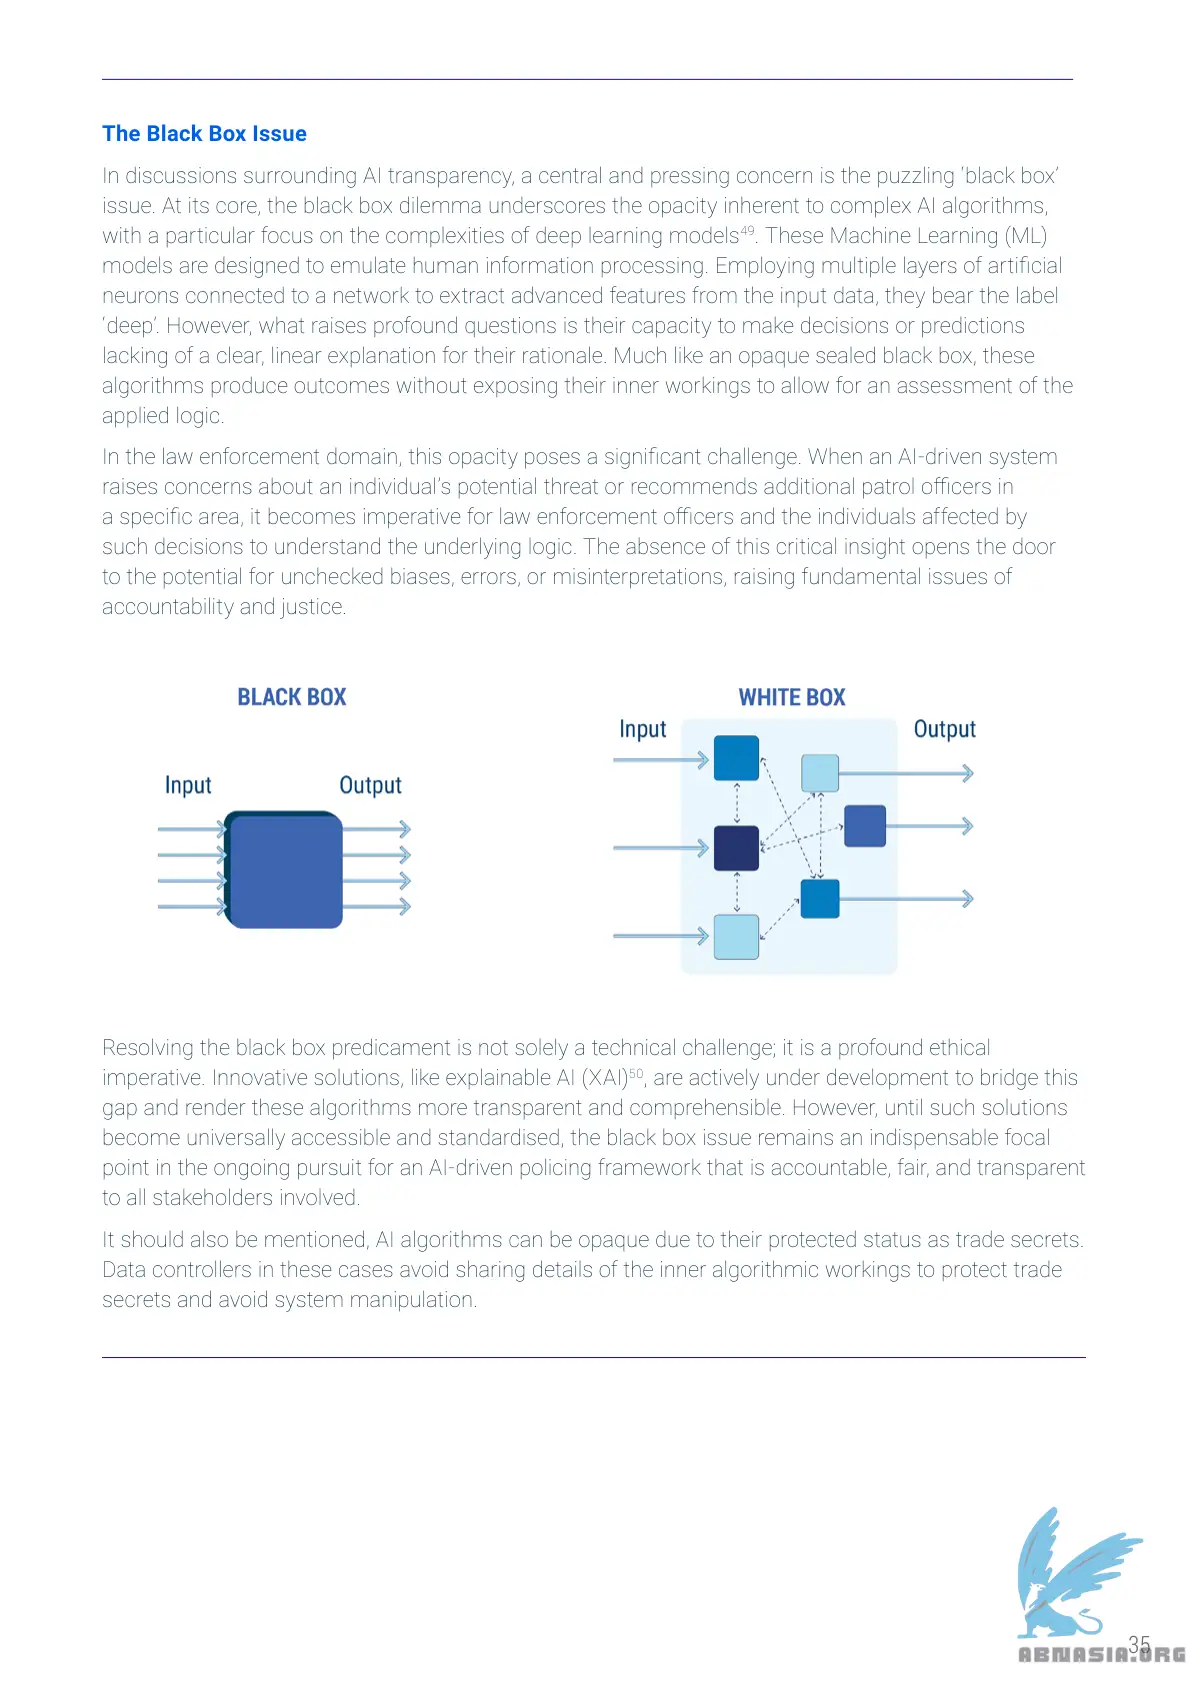 The Black Box Issue
In discussions surrounding AI transparency, a central and pressing concern is the puzzling ‘black box’
issue. At its core, the black box dilemma underscores the opacity inherent to complex AI algorithms,
with a particular focus on the complexities of deep learning models49. These Machine Learning (ML)
models are designed to emulate human information processing. Employing multiple layers of artificial
neurons connected to a network to extract advanced features from the input data, they bear the label
‘deep’. However, what raises profound questions is their capacity to make decisions or predictions
lacking of a clear, linear explanation for their rationale. Much like an opaque sealed black box, these
algorithms produce outcomes without exposing their inner workings to allow for an assessment of the
applied logic.
In the law enforcement domain, this opacity poses a significant challenge. When an AI-driven system
raises concerns about an individual’s potential threat or recommends additional patrol officers in
a specific area, it becomes imperative for law enforcement officers and the individuals affected by
such decisions to understand the underlying logic. The absence of this critical insight opens the door
to the potential for unchecked biases, errors, or misinterpretations, raising fundamental issues of
accountability and justice.
BLACK BOX
Input
Output
WHITE BOX
Input
Output
Resolving the black box predicament is not solely a technical challenge; it is a profound ethical
imperative. Innovative solutions, like explainable AI (XAI)50, are actively under development to bridge this
gap and render these algorithms more transparent and comprehensible. However, until such solutions
become universally accessible and standardised, the black box issue remains an indispensable focal
point in the ongoing pursuit for an AI-driven policing framework that is accountable, fair, and transparent
to all stakeholders involved.
It should also be mentioned, AI algorithms can be opaque due to their protected status as trade secrets.
Data controllers in these cases avoid sharing details of the inner algorithmic workings to protect trade
secrets and avoid system manipulation.
35
ABNASIA.ORG